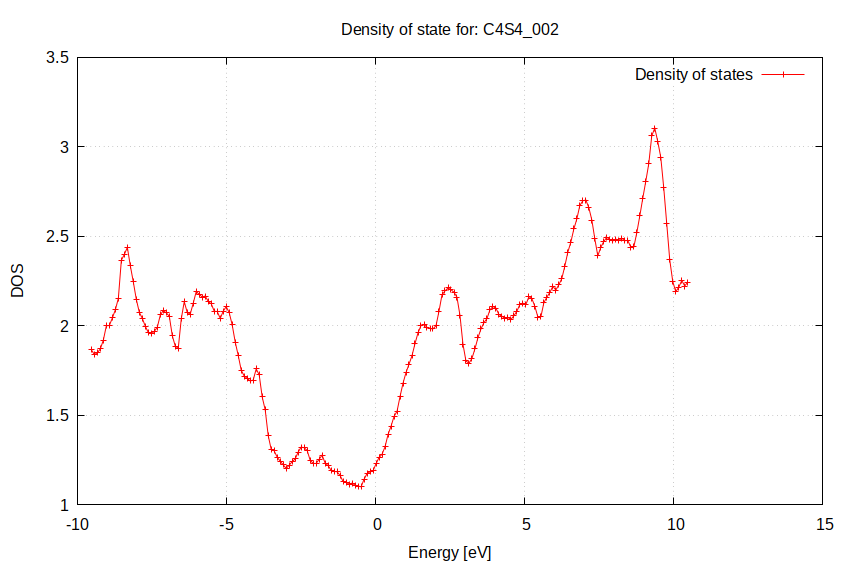 Density of state for: C4S4_002
Density of states
3.5
3
2.5
2
1.5
1
DOS
-10 -5 0 5 10 15
Energy [eV]